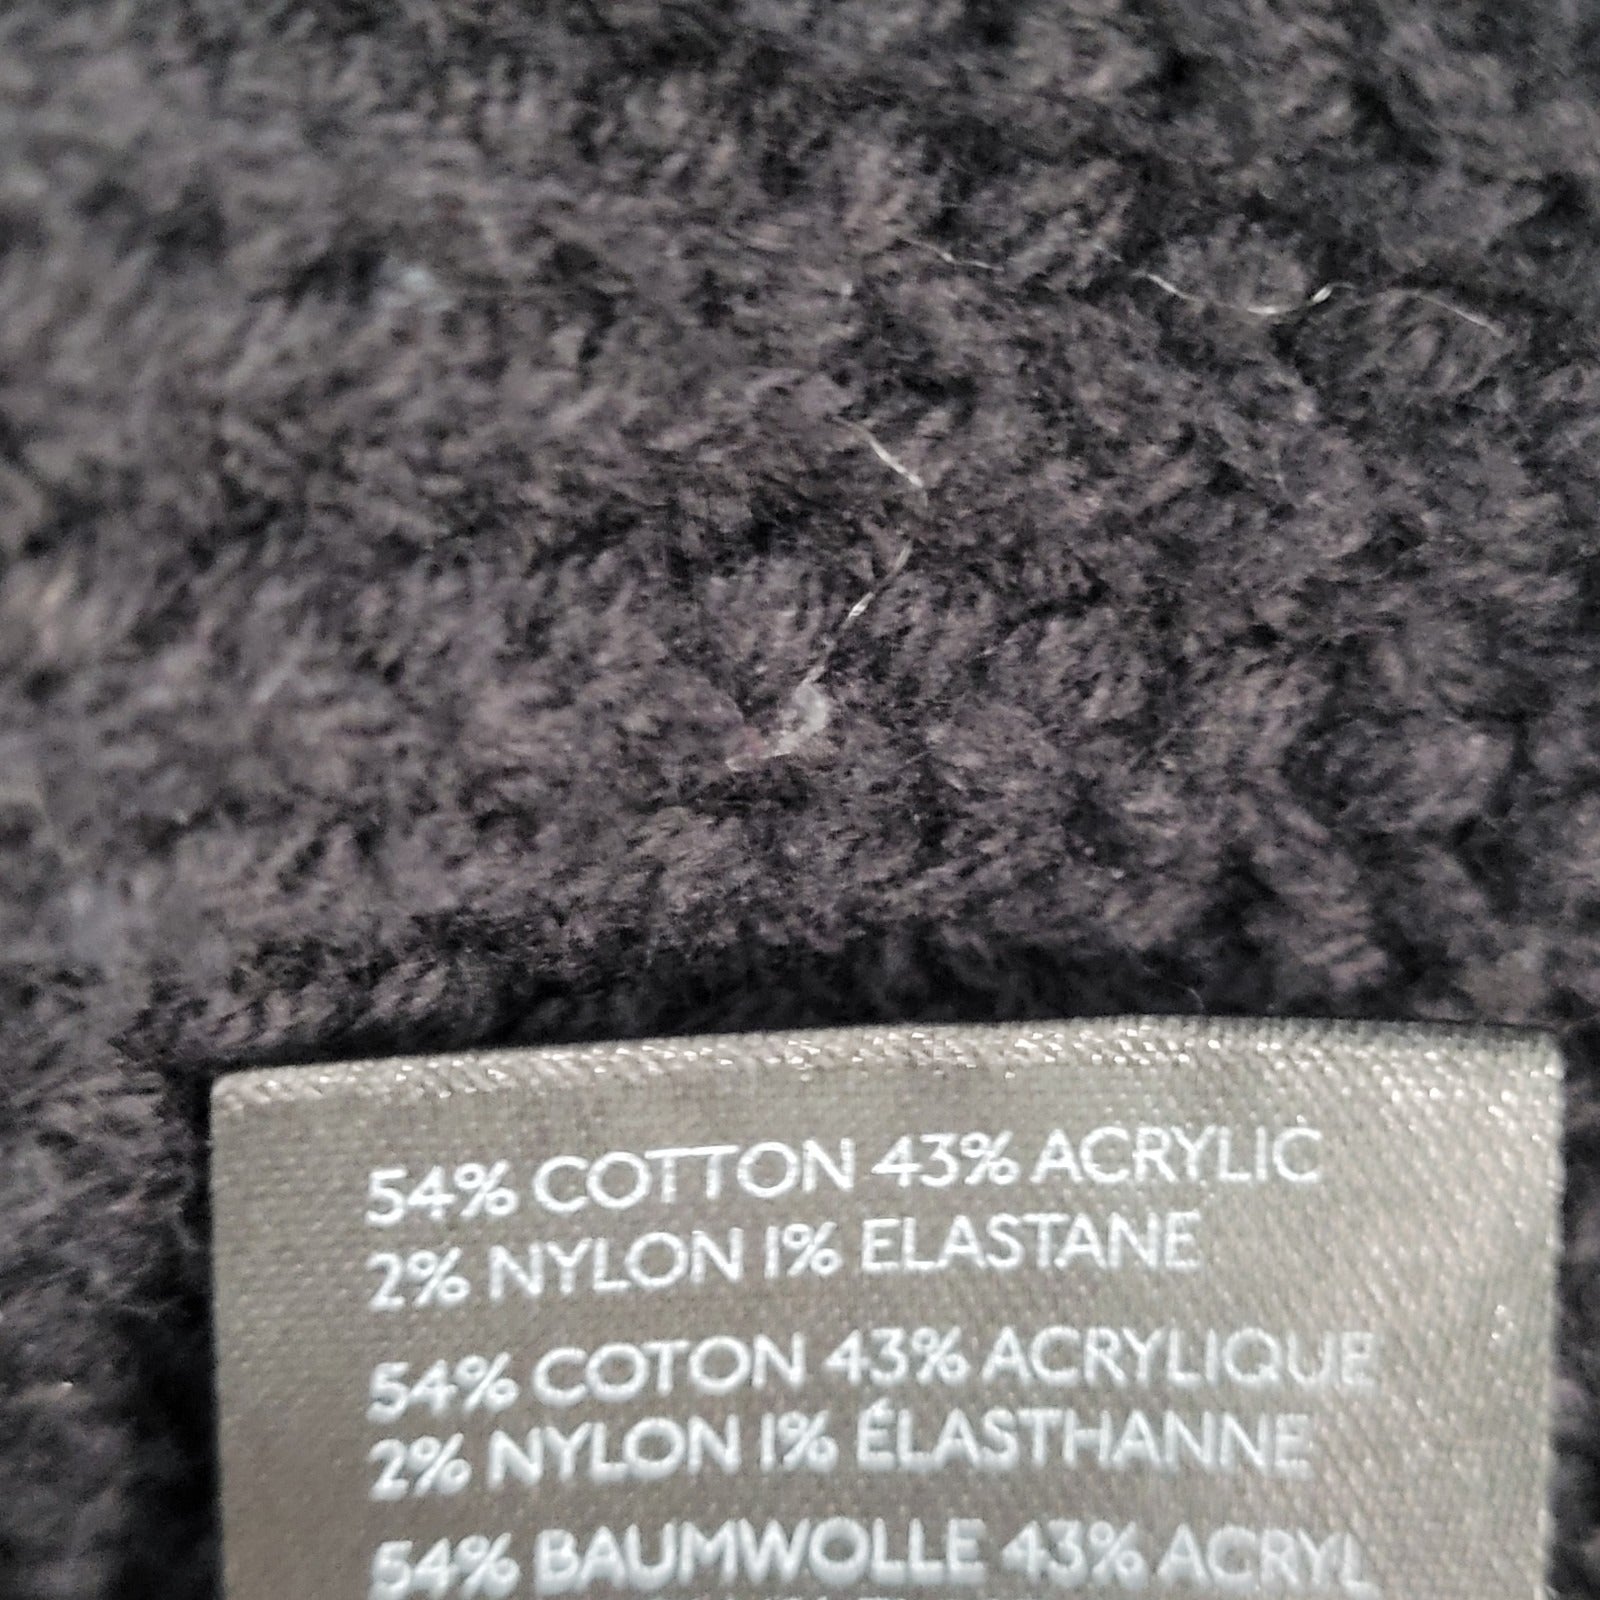 54% COTTON 43% ACRYLIC
2% NYLON 1% ELASTANE
54% COTON 43% ACRYLIQUE
2% NYLON 1% ÉLASTHANNE
54% BAUMWOLLE 43% ACRYL